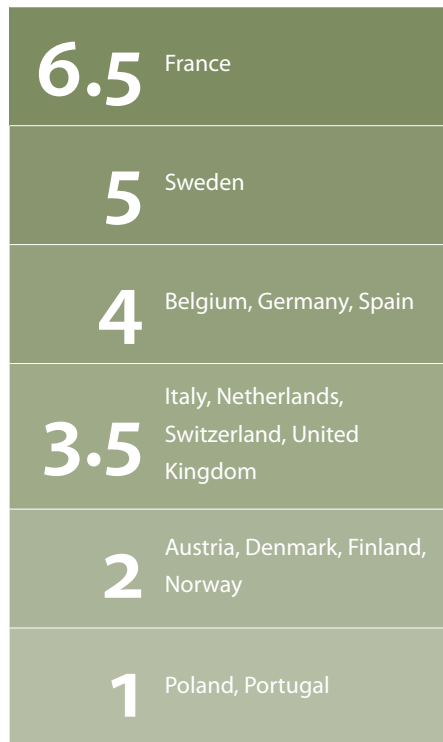 6.5 France
5 Sweden
4 Belgium, Germany, Spain
Italy, Netherlands,
3.5 Switzerland, United
Kingdom
Austria, Denmark, Finland,
2 Norway
1 Poland, Portugal